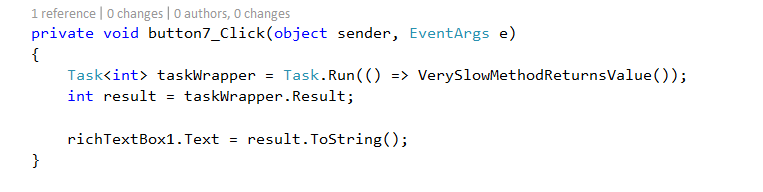 1 reference | 0 changes | 0 authors, 0 changes
private void button7_Click(object sender, EventArgs e)
{
    Task<int> taskWrapper = Task.Run(() => VerySlowMethodReturnsValue());
    int result = taskWrapper.Result;

    richTextBox1.Text = result.ToString();
}